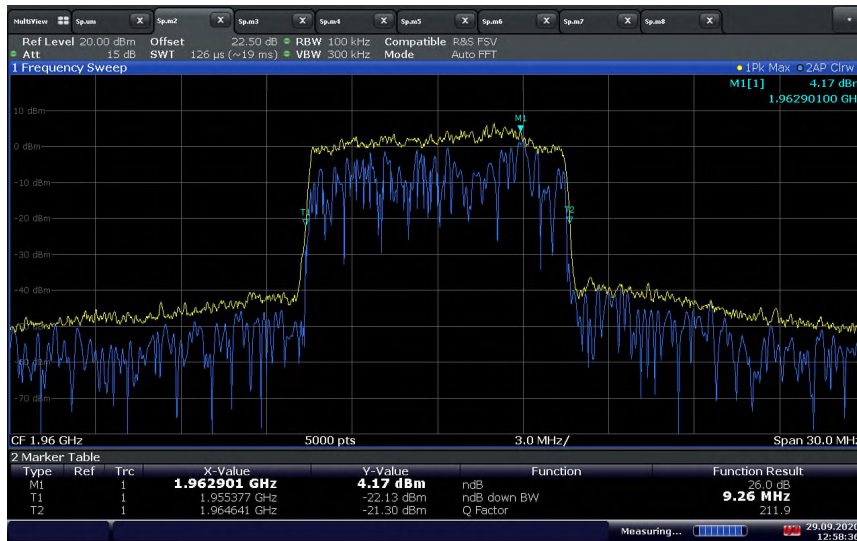 MultiView Sp.um X Sp.m2 X Sp.m3 X Sp.m4 X Sp.m5 X Sp.m6 X Sp.m7 X Sp.m8 X
Ref Level 20.00 dBm Offset 22.50 dB RBW 100 kHz Compatible R&S FSV
Att 15 dB SWT 126 µs (~19 ms) VBW 300 kHz Mode Auto FFT
1 Frequency Sweep 1Pk Max 2AP Clrw
M1[1] 4.17 dBm
1.96290100 GH
10 dBm
M1
0 dBm
-10 dBm
T1 T2
-20 dBm
-30 dBm
-40 dBm
-60 dBm
-70 dBm
CF 1.96 GHz 5000 pts 3.0 MHz/ Span 30.0 MHz
2 Marker Table
Type Ref Trc X-Value Y-Value Function Function Result
M1 1 1.962901 GHz 4.17 dBm ndB 26.0 dB
T1 1 1.955377 GHz -22.13 dBm ndB down BW 9.26 MHz
T2 1 1.964641 GHz -21.30 dBm Q Factor 211.9
Measuring... 29.09.2020
12:58:36